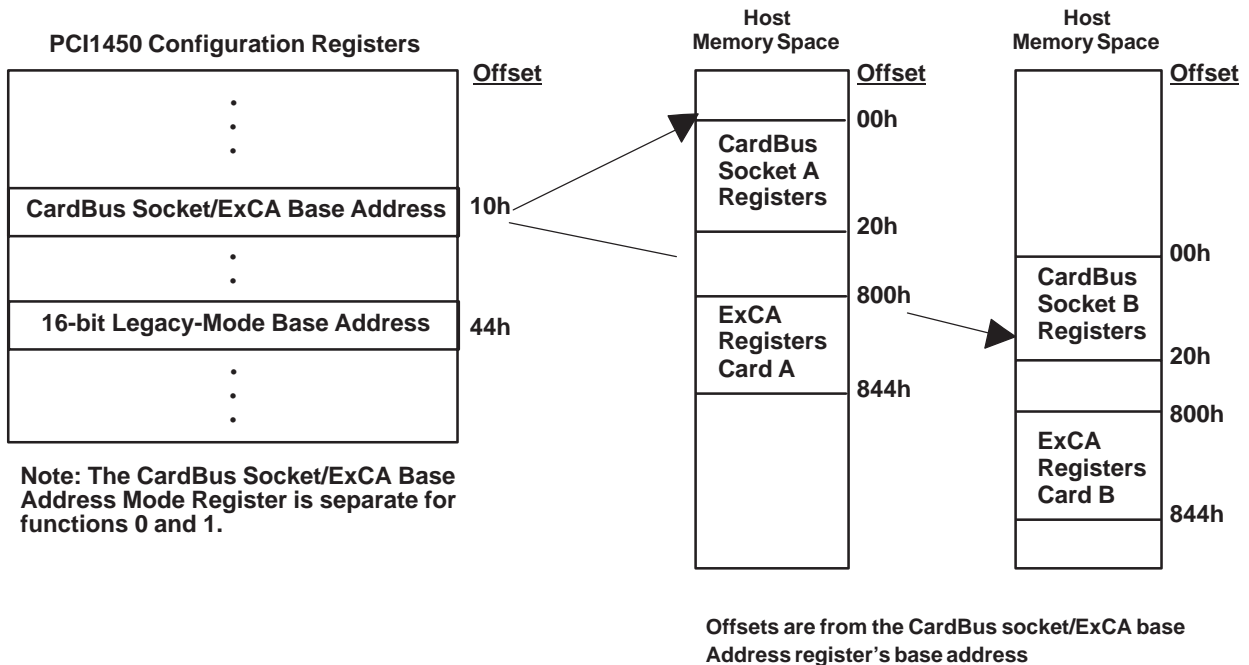 PCI1450 Configuration Registers
Offset
CardBus Socket/ExCA Base Address
10h
16-bit Legacy-Mode Base Address
44h
Note: The CardBus Socket/ExCA Base
Address Mode Register is separate for
functions 0 and 1.
Host
Memory Space
Offset
00h
CardBus
Socket A
Registers
20h
800h
ExCA
Registers
Card A
844h
Host
Memory Space
Offset
00h
CardBus
Socket B
Registers
20h
800h
ExCA
Registers
Card B
844h
Offsets are from the CardBus socket/ExCA base
Address register's base address